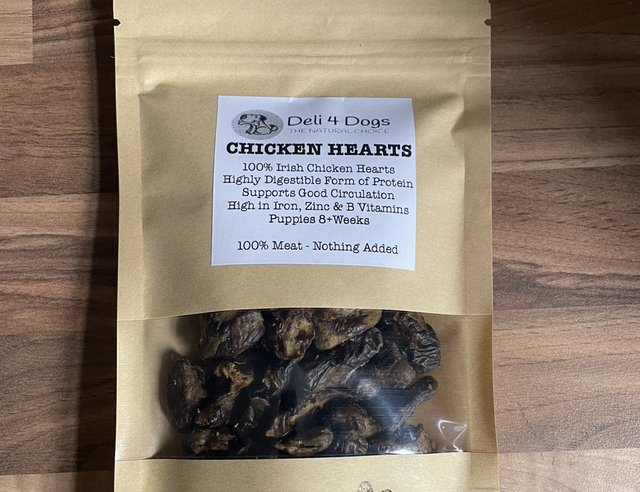 Deli 4 Dogs
THE NATURAL CHOICE
CHICKEN HEARTS
100% Irish Chicken Hearts
Highly Digestible Form of Protein
Supports Good Circulation
High in Iron, Zinc & B Vitamins
Puppies 8+Weeks
100% Meat - Nothing Added